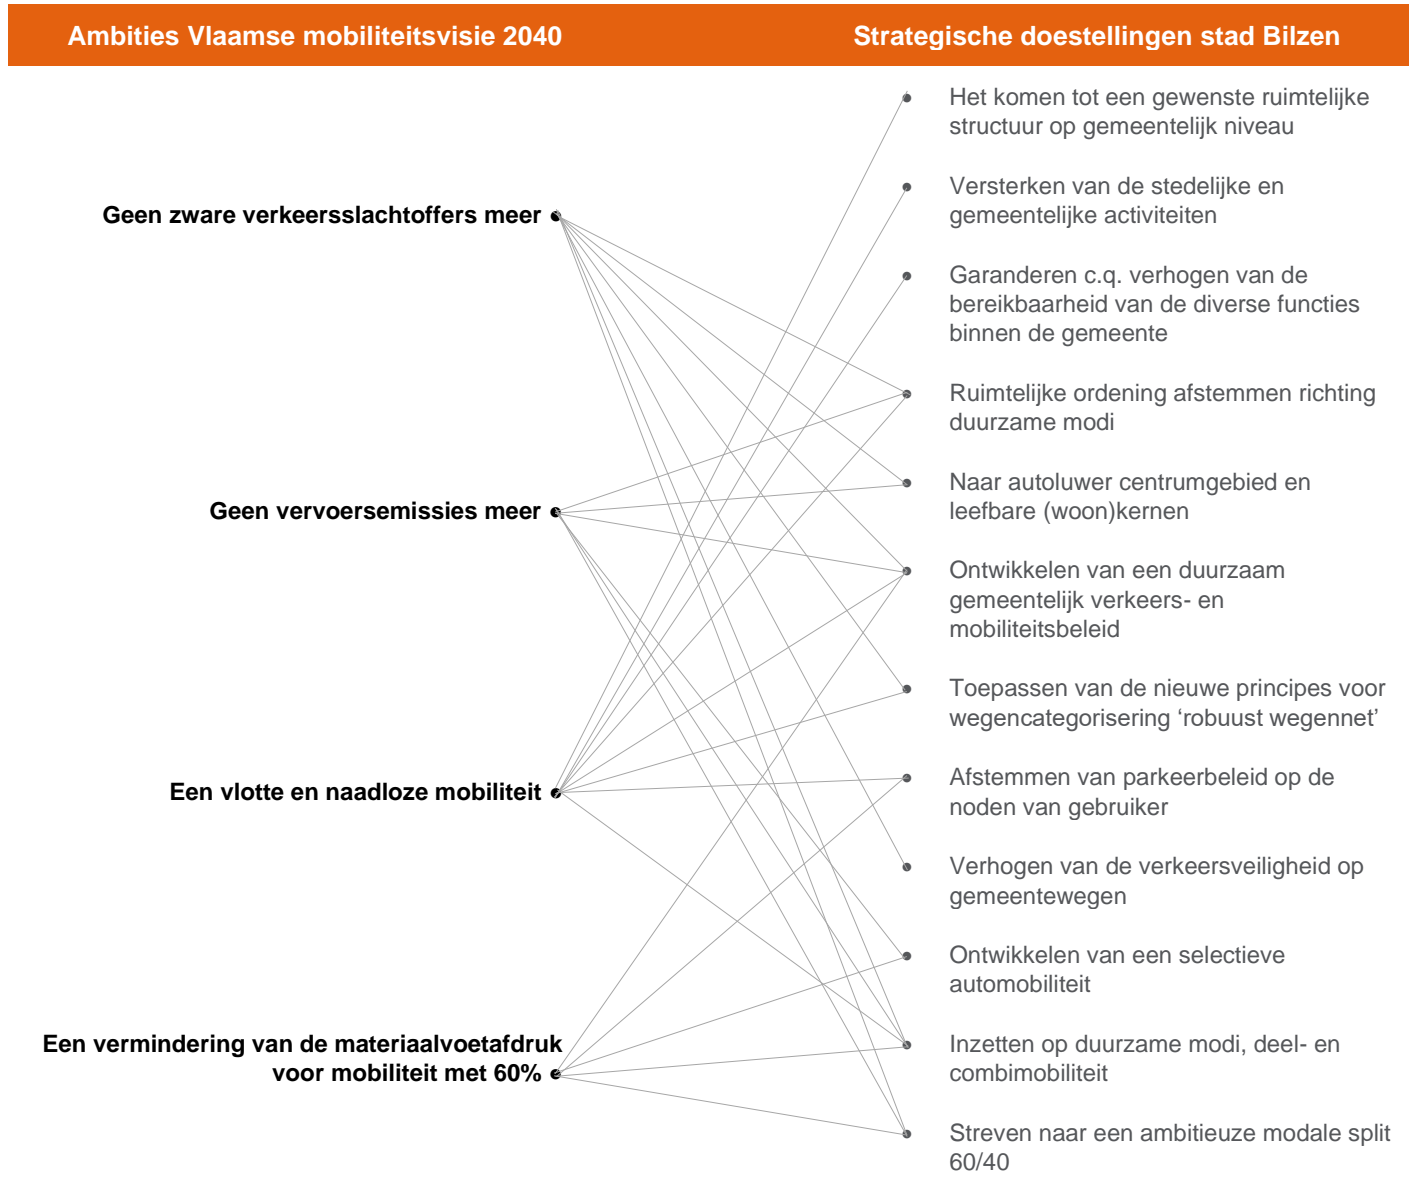 Ambities Vlaamse mobiliteitsvisie 2040
Strategische doestellingen stad Bilzen
Geen zware verkeersslachtoffers meer
Geen vervoersemissies meer
Een vlotte en naadloze mobiliteit
Een vermindering van de materiaalvoetafdruk
voor mobiliteit met 60%
Het komen tot een gewenste ruimtelijke
structuur op gemeentelijk niveau
Versterken van de stedelijke en
gemeentelijke activiteiten
Garanderen c.q. verhogen van de
bereikbaarheid van de diverse functies
binnen de gemeente
Ruimtelijke ordening afstemmen richting
duurzame modi
Naar autoluwer centrumgebied en
leefbare (woon)kernen
Ontwikkelen van een duurzaam
gemeentelijk verkeers- en
mobiliteitsbeleid
Toepassen van de nieuwe principes voor
wegencategorisering ‘robuust wegennet’
Afstemmen van parkeerbeleid op de
noden van gebruiker
Verhogen van de verkeersveiligheid op
gemeentewegen
Ontwikkelen van een selectieve
automobiliteit
Inzetten op duurzame modi, deel- en
combimobiliteit
Streven naar een ambitieuze modale split
60/40